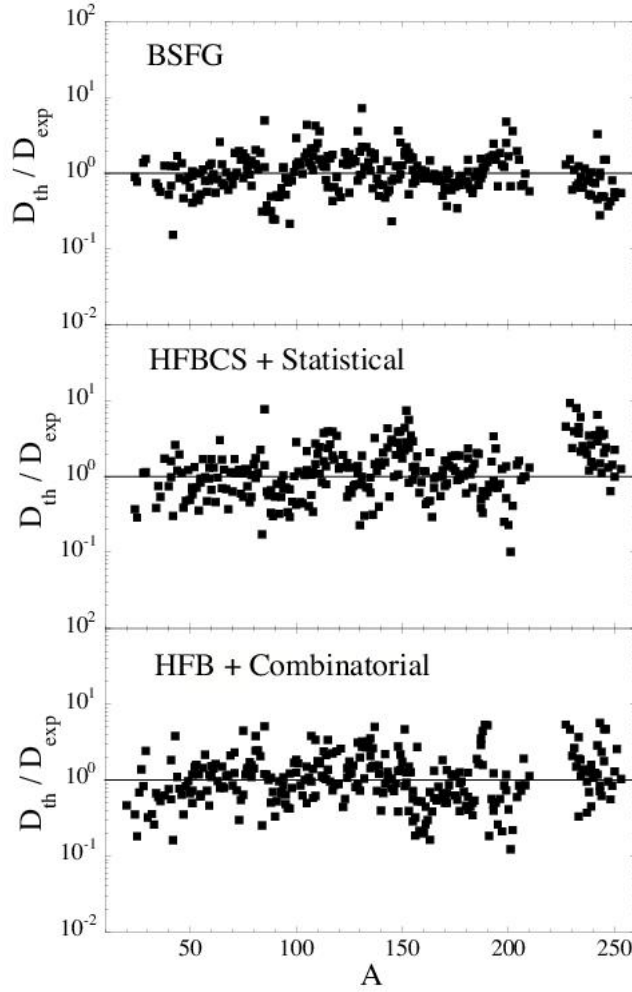 10²
BSFG
10¹
D_th / D_exp
10⁰
10⁻¹
10⁻²
HFBCS + Statistical
10¹
D_th / D_exp
10⁰
10⁻¹
10²
HFB + Combinatorial
10¹
D_th / D_exp
10⁰
10⁻¹
10⁻²
50 100 150 200 250
A